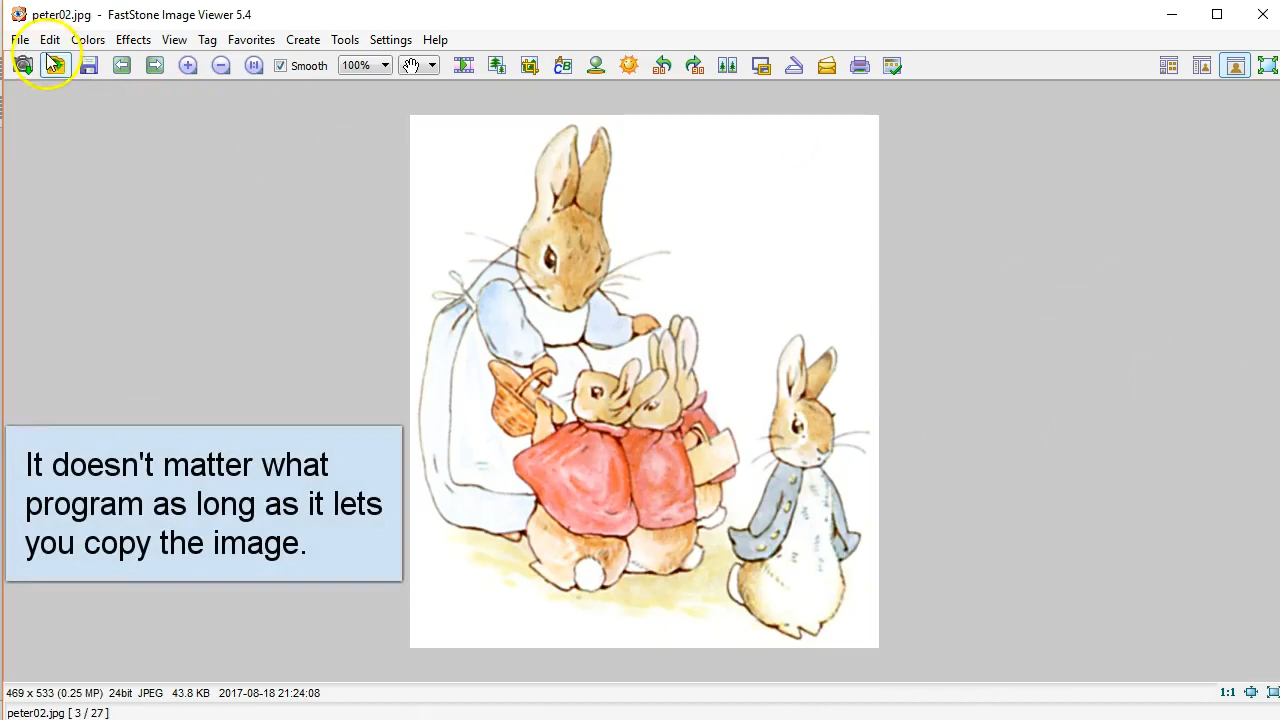 peter02.jpg - FastStone Image Viewer 5.4
File Edit Colors Effects View Tag Favorites Create Tools Settings Help
Smooth 100%
It doesn't matter what
program as long as it lets
you copy the image.
469 x 533 (0.25 MP) 24bit JPEG 43.8 KB 2017-08-18 21:24:08 1:1
peter02.jpg [ 3 / 27 ]